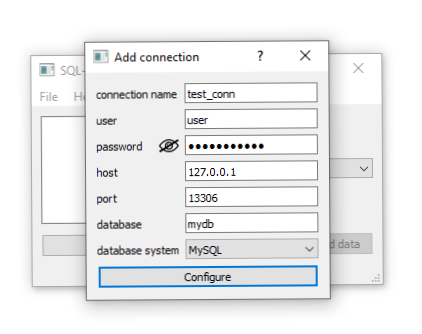 SQL-
Add connection ? ✕
File
connection name test_conn
user user
password ●●●●●●●●●●●
host 127.0.0.1
port 13306
database mydb
database system MySQL
d data
Configure